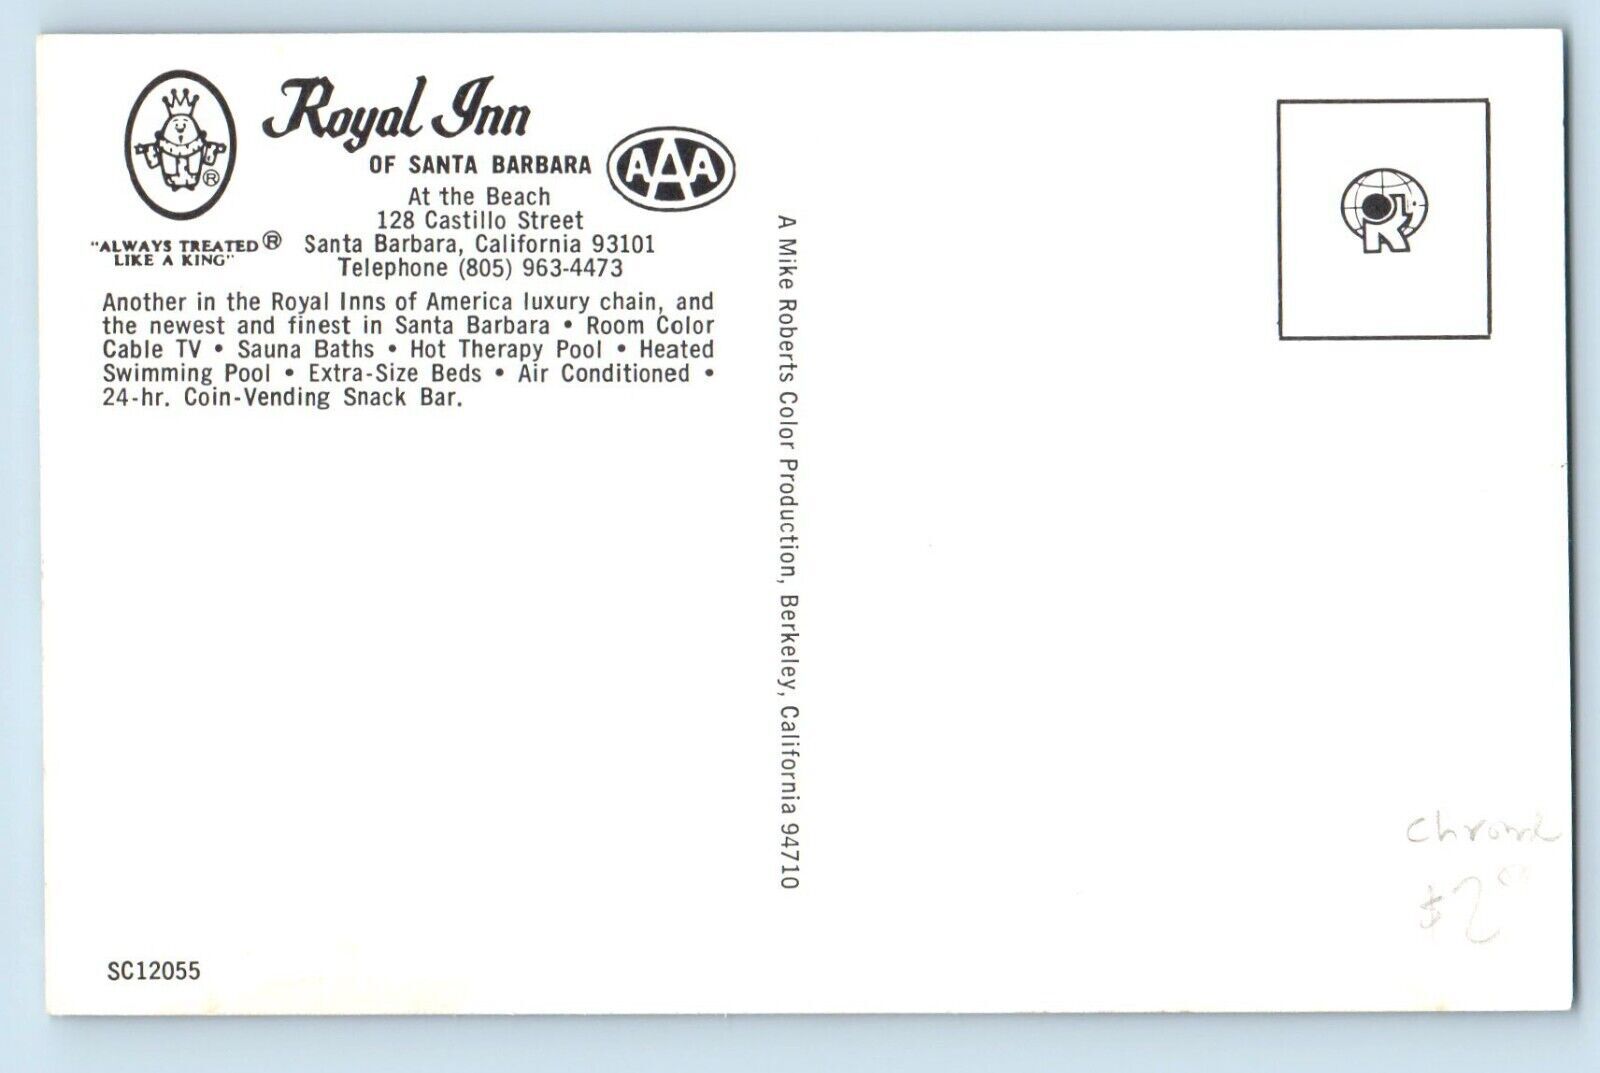 Royal Inn
OF SANTA BARBARA
AAA
At the Beach
128 Castillo Street
Santa Barbara, California 93101
Telephone (805) 963-4473
®
"ALWAYS TREATED®
LIKE A KING"
Another in the Royal Inns of America luxury chain, and
the newest and finest in Santa Barbara • Room Color
Cable TV • Sauna Baths • Hot Therapy Pool • Heated
Swimming Pool • Extra-Size Beds • Air Conditioned •
24-hr. Coin-Vending Snack Bar.
A Mike Roberts Color Production, Berkeley, California 94710
K
chrome
$2⁰⁰
SC12055